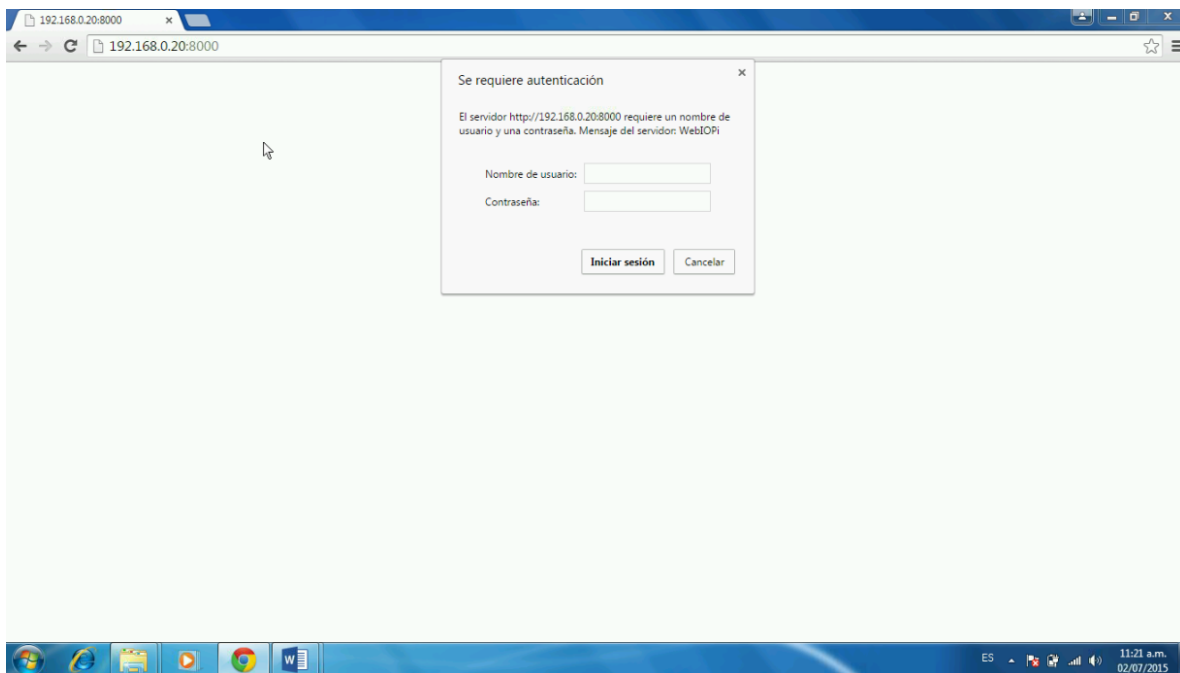 192.168.0.20:8000
192.168.0.20:8000
Se requiere autenticación
El servidor http://192.168.0.20:8000 requiere un nombre de
usuario y una contraseña. Mensaje del servidor: WebIOPi
Nombre de usuario:
Contraseña:
Iniciar sesión Cancelar
W
ES 11:21 a.m.
02/07/2015